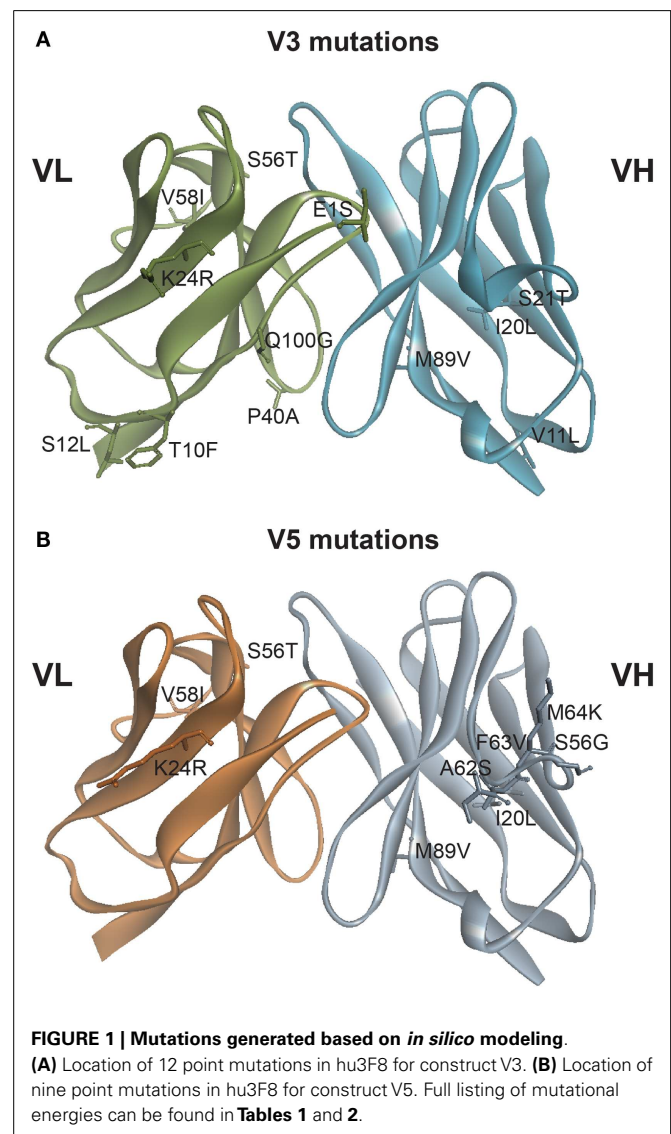 A
V3 mutations
VL
VH
S56T
V58I
E1S
K24R
S21T
I20L
Q100G
M89V
P40A
V11L
S12L
T10F
B
V5 mutations
VL
VH
S56T
V58I
M64K
F63V
S56G
K24R
A62S
I20L
M89V
FIGURE 1 | Mutations generated based on in silico modeling.
(A) Location of 12 point mutations in hu3F8 for construct V3. (B) Location of
nine point mutations in hu3F8 for construct V5. Full listing of mutational
energies can be found in Tables 1 and 2.